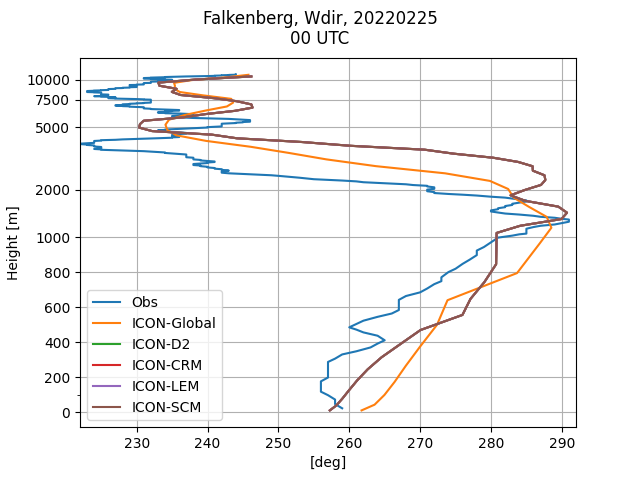 Falkenberg, Wdir, 20220225
00 UTC
Height [m]
10000
7500
5000
2000
1000
800
600
400
200
0
Obs
ICON-Global
ICON-D2
ICON-CRM
ICON-LEM
ICON-SCM
230 240 250 260 270 280 290
[deg]